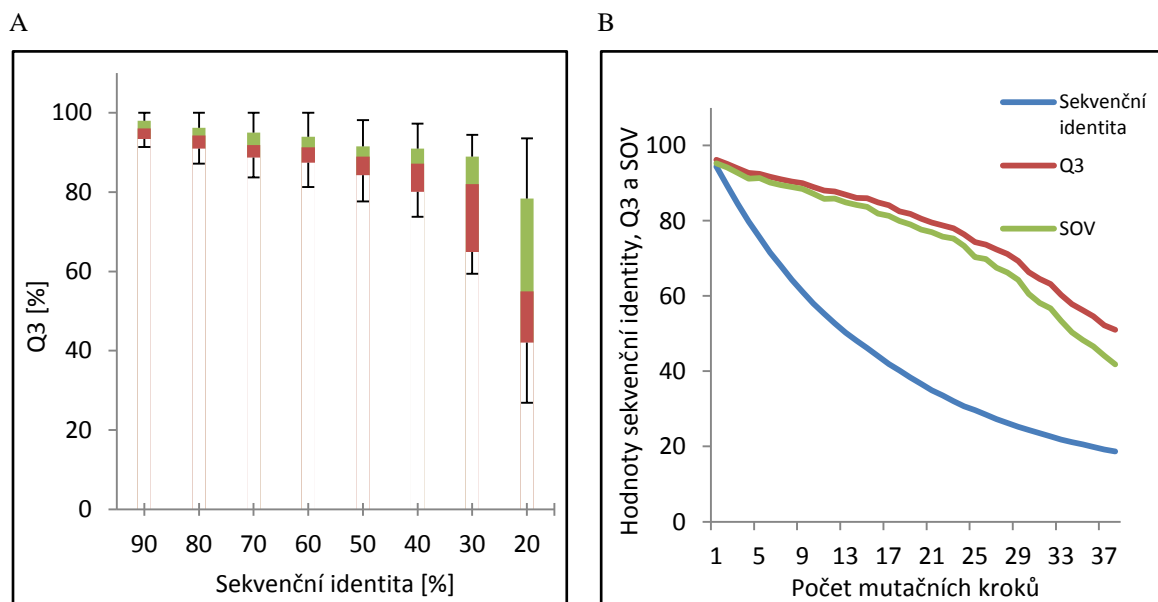 A
Q3 [%]
100
80
60
40
20
0
90 80 70 60 50 40 30 20
Sekvenční identita [%]
B
Hodnoty sekvenční identity, Q3 a SOV
100
80
60
40
20
0
Sekvenční
identita
Q3
SOV
1 5 9 13 17 21 25 29 33 37
Počet mutačních kroků